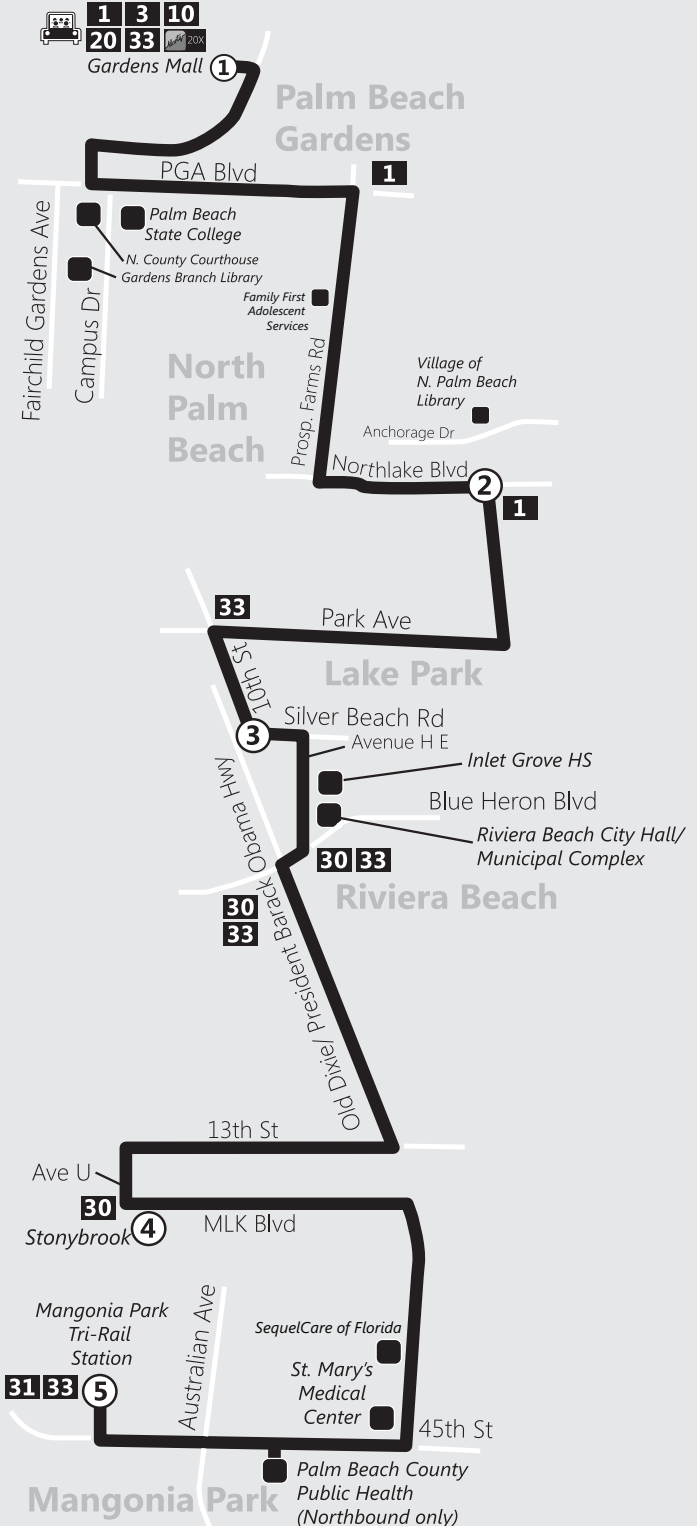 1 3 10
20 33 20X
Gardens Mall 1
Palm Beach
Gardens
PGA Blvd
1
Fairchild Gardens Ave
Campus Dr
Palm Beach
State College
N. County Courthouse
Gardens Branch Library
Family First
Adolescent
Services
North
Palm
Beach
Prosp. Farms Rd
Village of
N. Palm Beach
Library
Anchorage Dr
Northlake Blvd
2
1
33
Park Ave
Lake Park
10th St
3
Silver Beach Rd
Avenue H E
Inlet Grove HS
Blue Heron Blvd
Riviera Beach City Hall/
Municipal Complex
30 33
Riviera Beach
30
33
Old Dixie/ President Barack Obama Hwy
13th St
Ave U
30
Stonybrook 4
MLK Blvd
Mangonia Park
Tri-Rail
Station
31 33 5
Australian Ave
SequelCare of Florida
St. Mary's
Medical
Center
45th St
Palm Beach County
Public Health
(Northbound only)
Mangonia Park